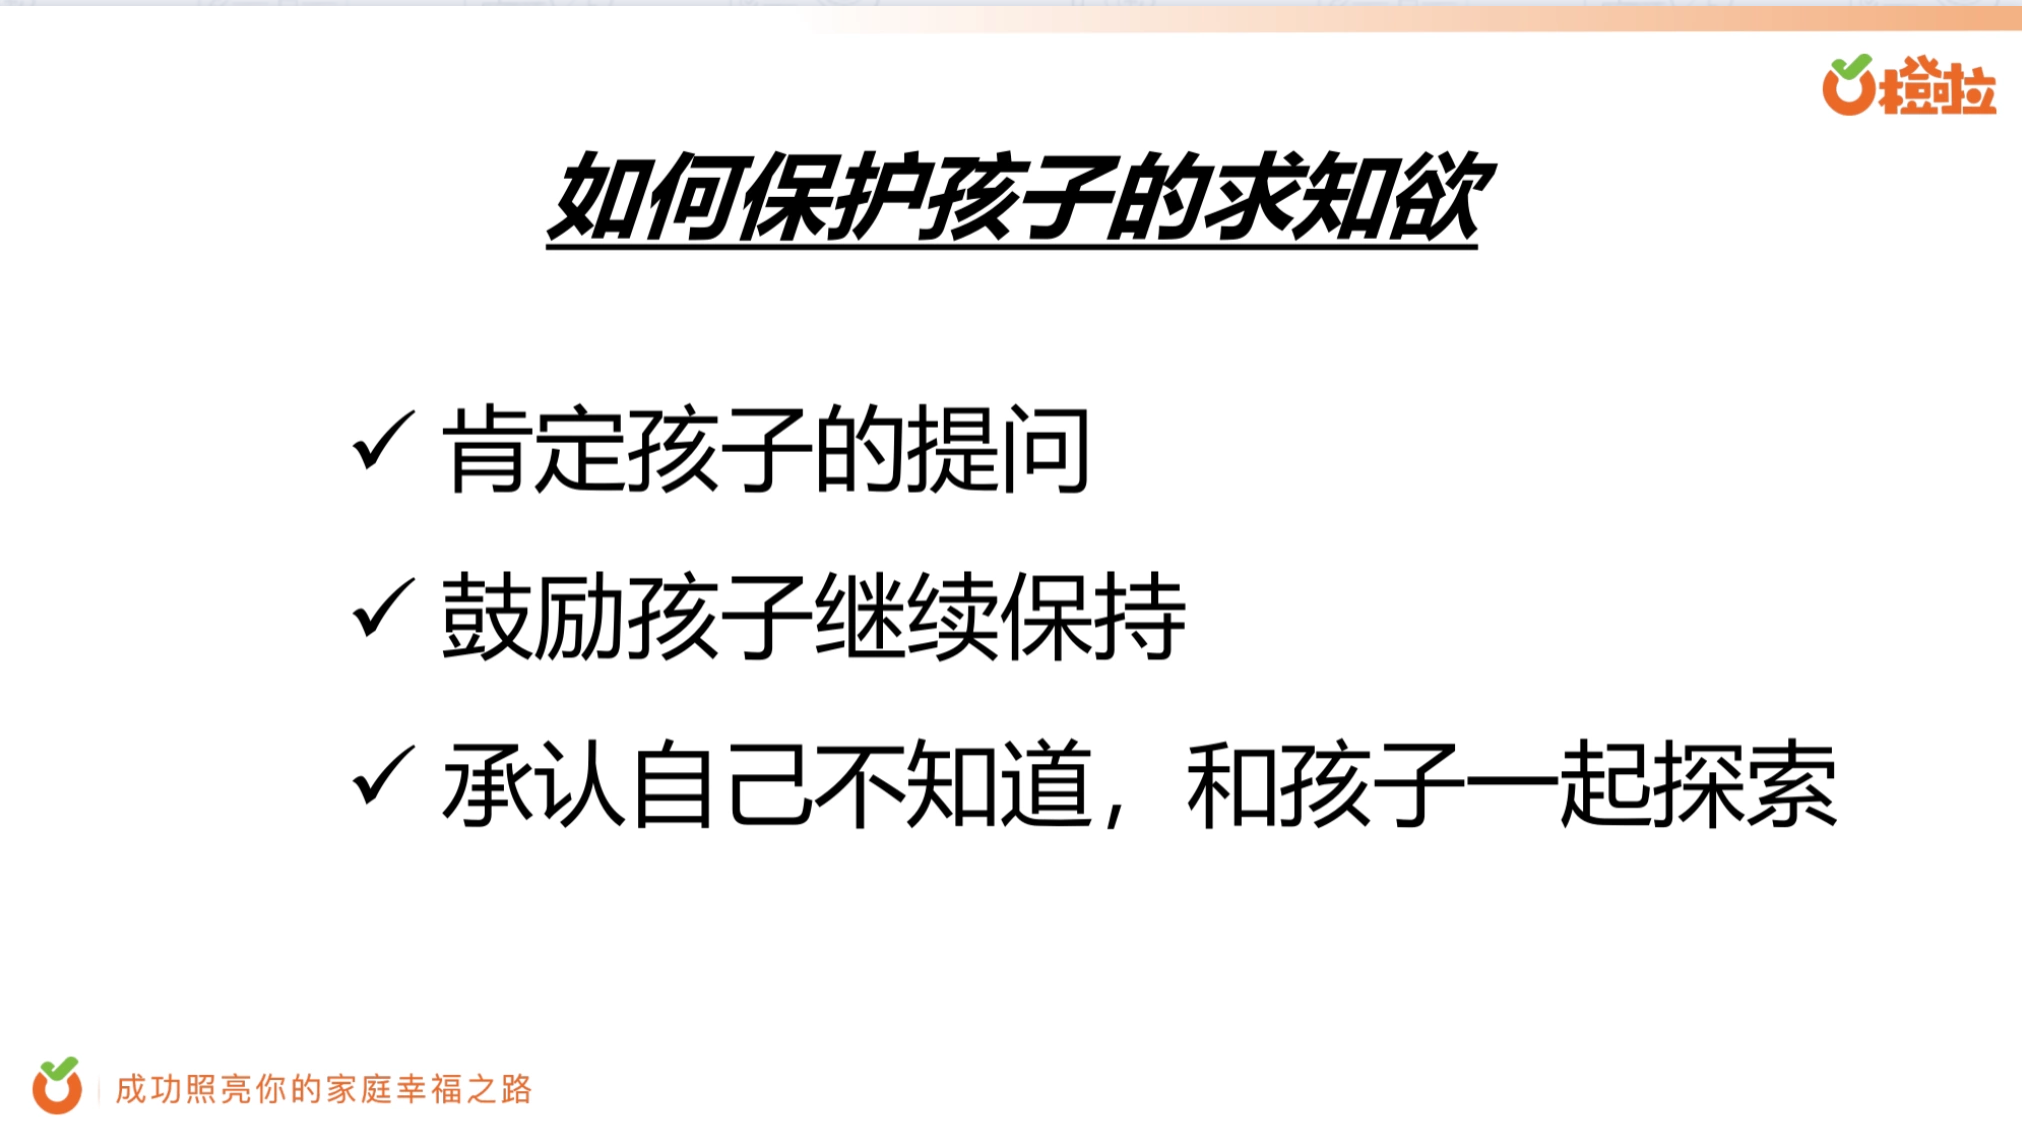 橙啦
如何保护孩子的求知欲
✓ 肯定孩子的提问
✓ 鼓励孩子继续保持
✓ 承认自己不知道，和孩子一起探索
成功照亮你的家庭幸福之路